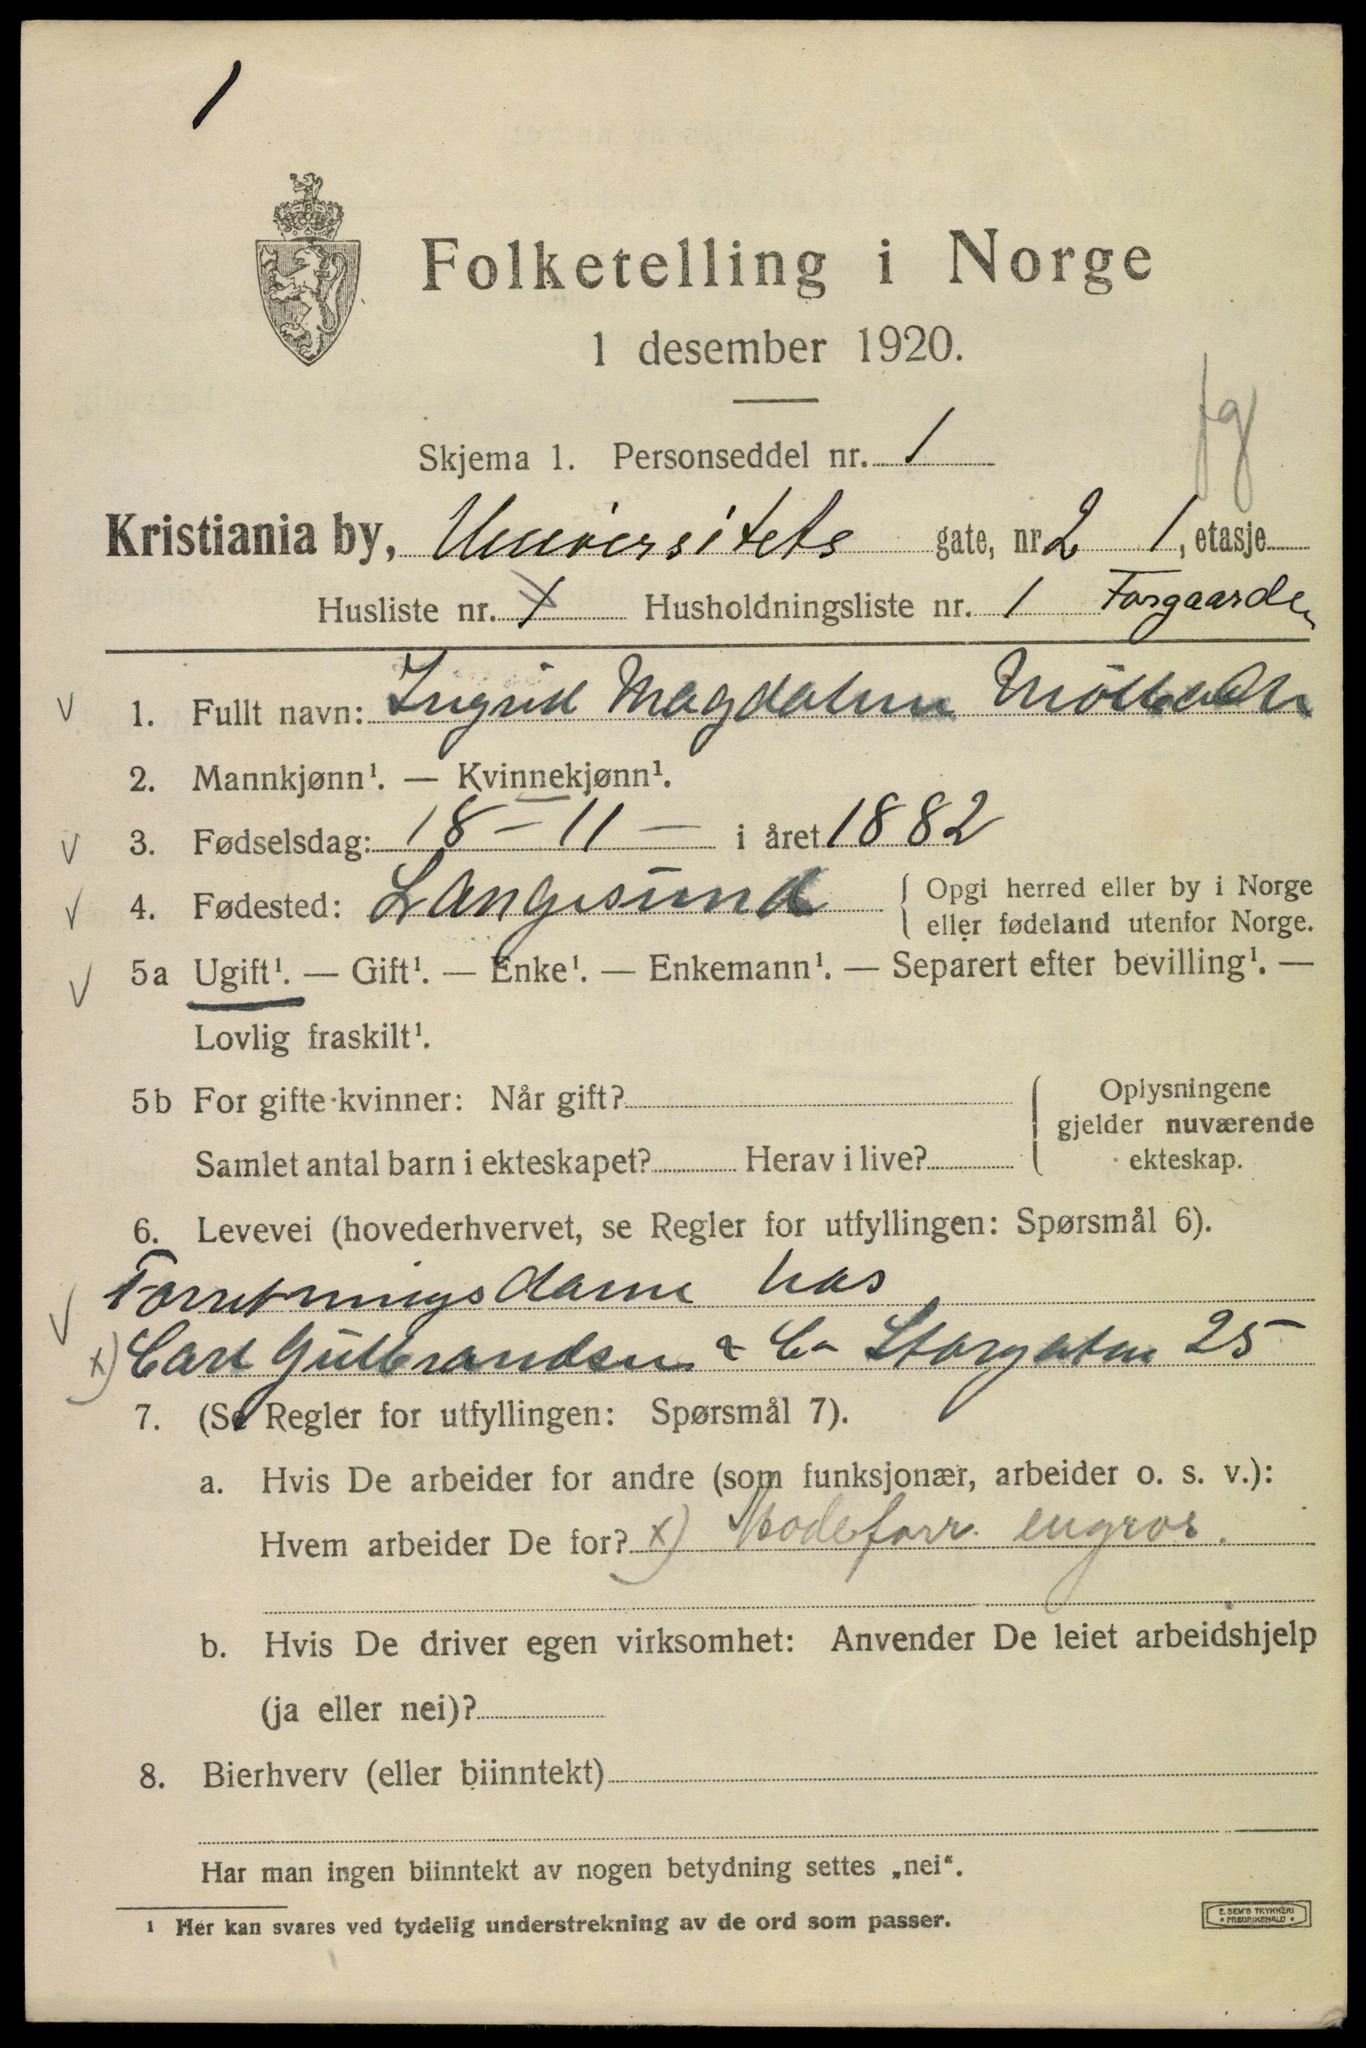 1
Folketelling i Norge
1 desember 1920.
Skjema 1. Personseddel nr. 1
Kristiania by, Universitets gate, nr 2 1, etasje
Husliste nr. 1 Husholdningsliste nr. 1 Forgaarden
1. Fullt navn: Ingrid Magdalene
2. Mannkjønn¹. — Kvinnekjønn¹.
3. Fødselsdag: 18 – 11 – i året 1882
4. Fødested: Langesund { Opgi herred eller by i Norge
eller fødeland utenfor Norge.
5a Ugift¹. — Gift¹. — Enke¹. — Enkemann¹. — Separert efter bevilling¹. —
Lovlig fraskilt¹.
5b For gifte kvinner: Når gift? { Oplysningene
gjelder nuværende
Samlet antal barn i ekteskapet? Herav i live? ekteskap.
6. Levevei (hovederhvervet, se Regler for utfyllingen: Spørsmål 6).
Forretningsdame hos
x) Carl Gulbrandsen & Co Storgaten 25
7. (Se Regler for utfyllingen: Spørsmål 7).
a. Hvis De arbeider for andre (som funksjonær, arbeider o. s. v.):
Hvem arbeider De for? x) Modeforr. engros.
b. Hvis De driver egen virksomhet: Anvender De leiet arbeidshjelp
(ja eller nei)?
8. Bierhverv (eller biinntekt)
Har man ingen biinntekt av nogen betydning settes „nei“.
¹ Her kan svares ved tydelig understrekning av de ord som passer.
E. SEM'S TRYKKERI
• FREDRIKSHALD •